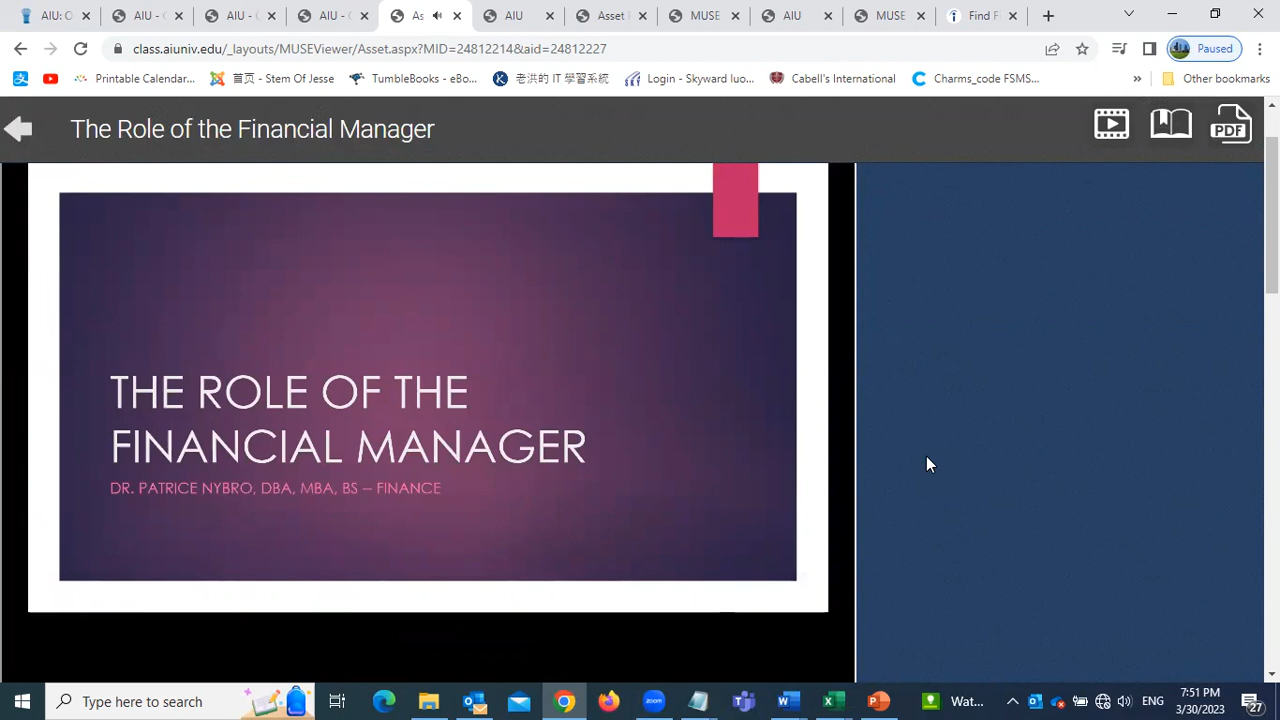 AIU: O
AIU - C
AIU - C
AIU - C
As
AIU
Asset
MUSE
AIU
MUSE
Find F
class.aiuniv.edu/_layouts/MUSEViewer/Asset.aspx?MID=24812214&aid=24812227
Paused
Printable Calendar...
首页 - Stem Of Jesse
TumbleBooks - eBo...
老洪的 IT 學習系統
Login - Skyward luo...
Cabell's International
Charms_code FSMS...
»
Other bookmarks
The Role of the Financial Manager
PDF
THE ROLE OF THE
FINANCIAL MANAGER
DR. PATRICE NYBRO, DBA, MBA, BS – FINANCE
Type here to search
zoom
Wat...
ENG
7:51 PM
3/30/2023
27